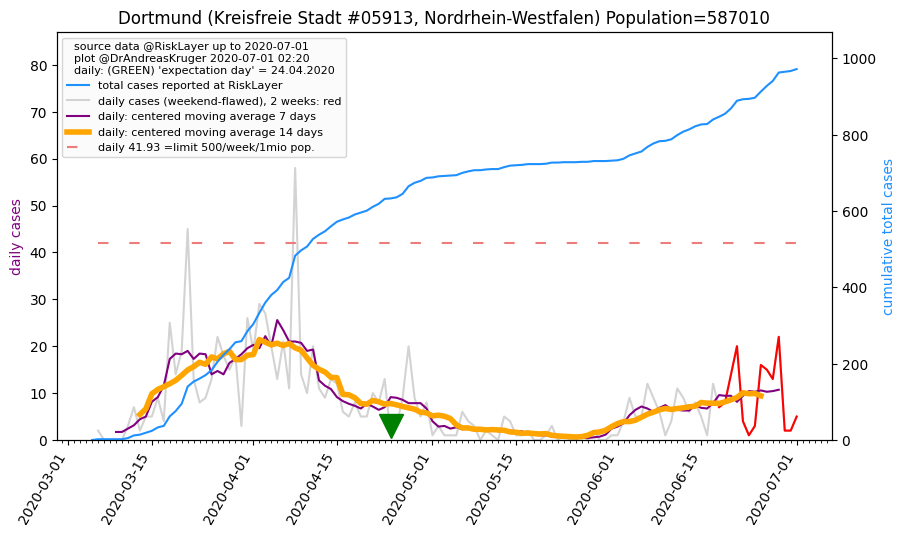 Dortmund (Kreisfreie Stadt #05913, Nordrhein-Westfalen) Population=587010
source data @RiskLayer up to 2020-07-01
plot @DrAndreasKruger 2020-07-01 02:20
daily: (GREEN) 'expectation day' = 24.04.2020
total cases reported at RiskLayer
daily cases (weekend-flawed), 2 weeks: red
daily: centered moving average 7 days
daily: centered moving average 14 days
daily 41.93 =limit 500/week/1mio pop.
daily cases
80
70
60
50
40
30
20
10
0
cumulative total cases
1000
800
600
400
200
0
2020-03-01
2020-03-15
2020-04-01
2020-04-15
2020-05-01
2020-05-15
2020-06-01
2020-06-15
2020-07-01